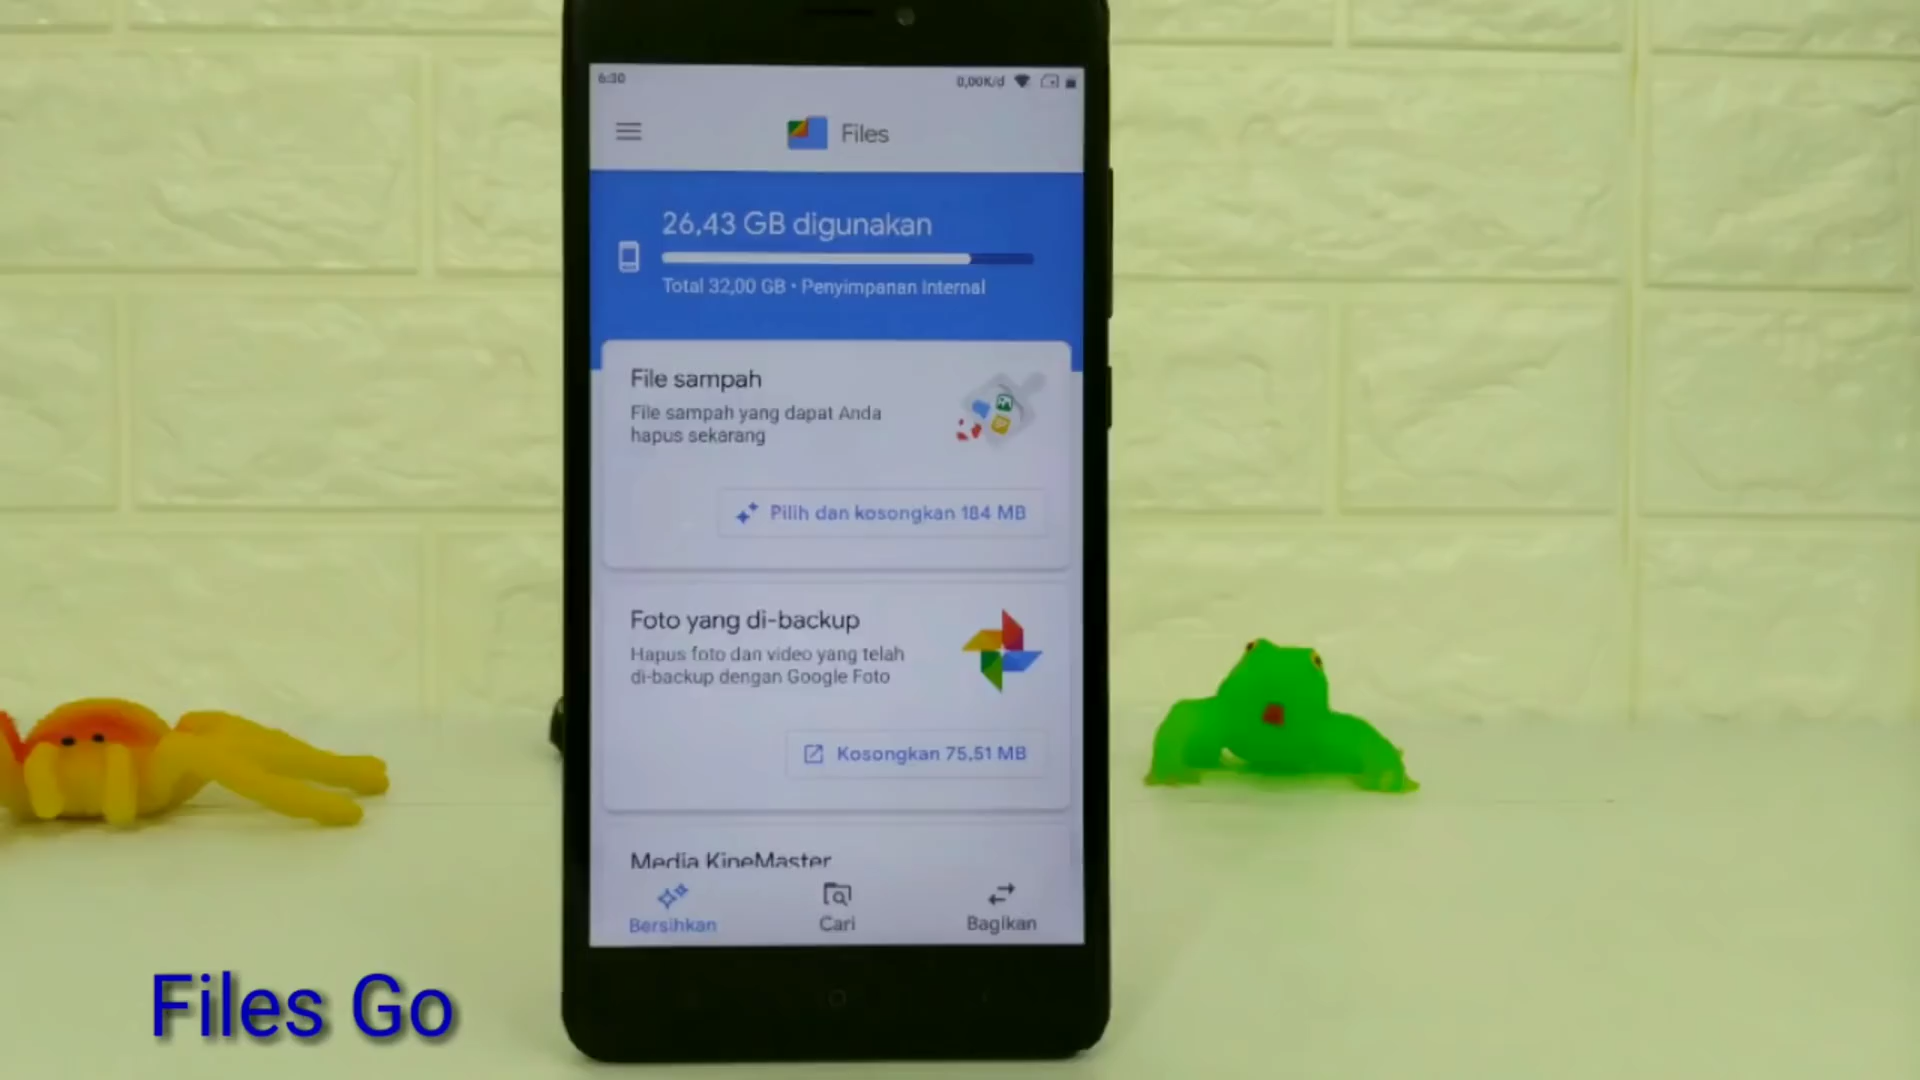 6:30
0,00K/d
Files
26,43 GB digunakan
Total 32,00 GB • Penyimpanan Internal
File sampah
File sampah yang dapat Anda
hapus sekarang
Pilih dan kosongkan 184 MB
Foto yang di-backup
Hapus foto dan video yang telah
di-backup dengan Google Foto
Kosongkan 75,51 MB
Media KineMaster
Bersihkan
Cari
Bagikan
Files Go